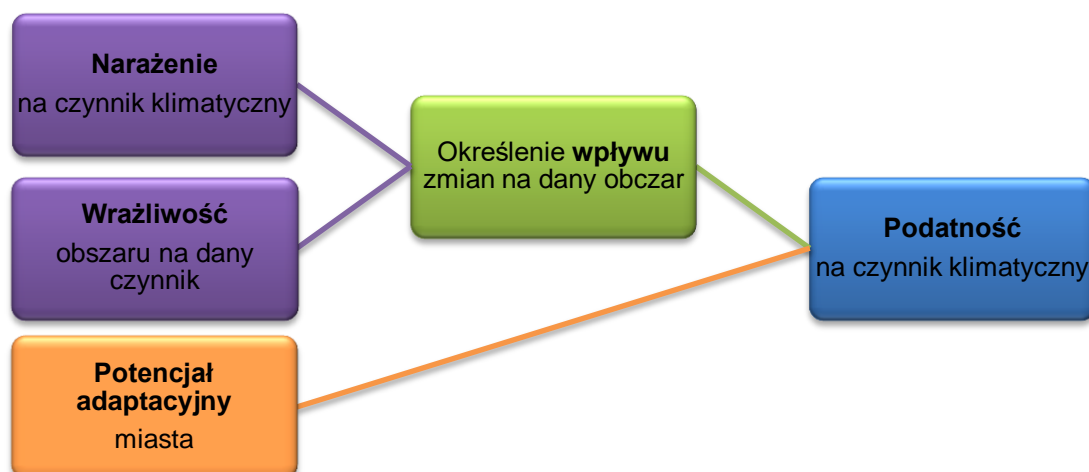 Narażenie
na czynnik klimatyczny
Wrażliwość
obszaru na dany
czynnik
Potencjał
adaptacyjny
miasta
Określenie wpływu
zmian na dany obczar
Podatność
na czynnik klimatyczny